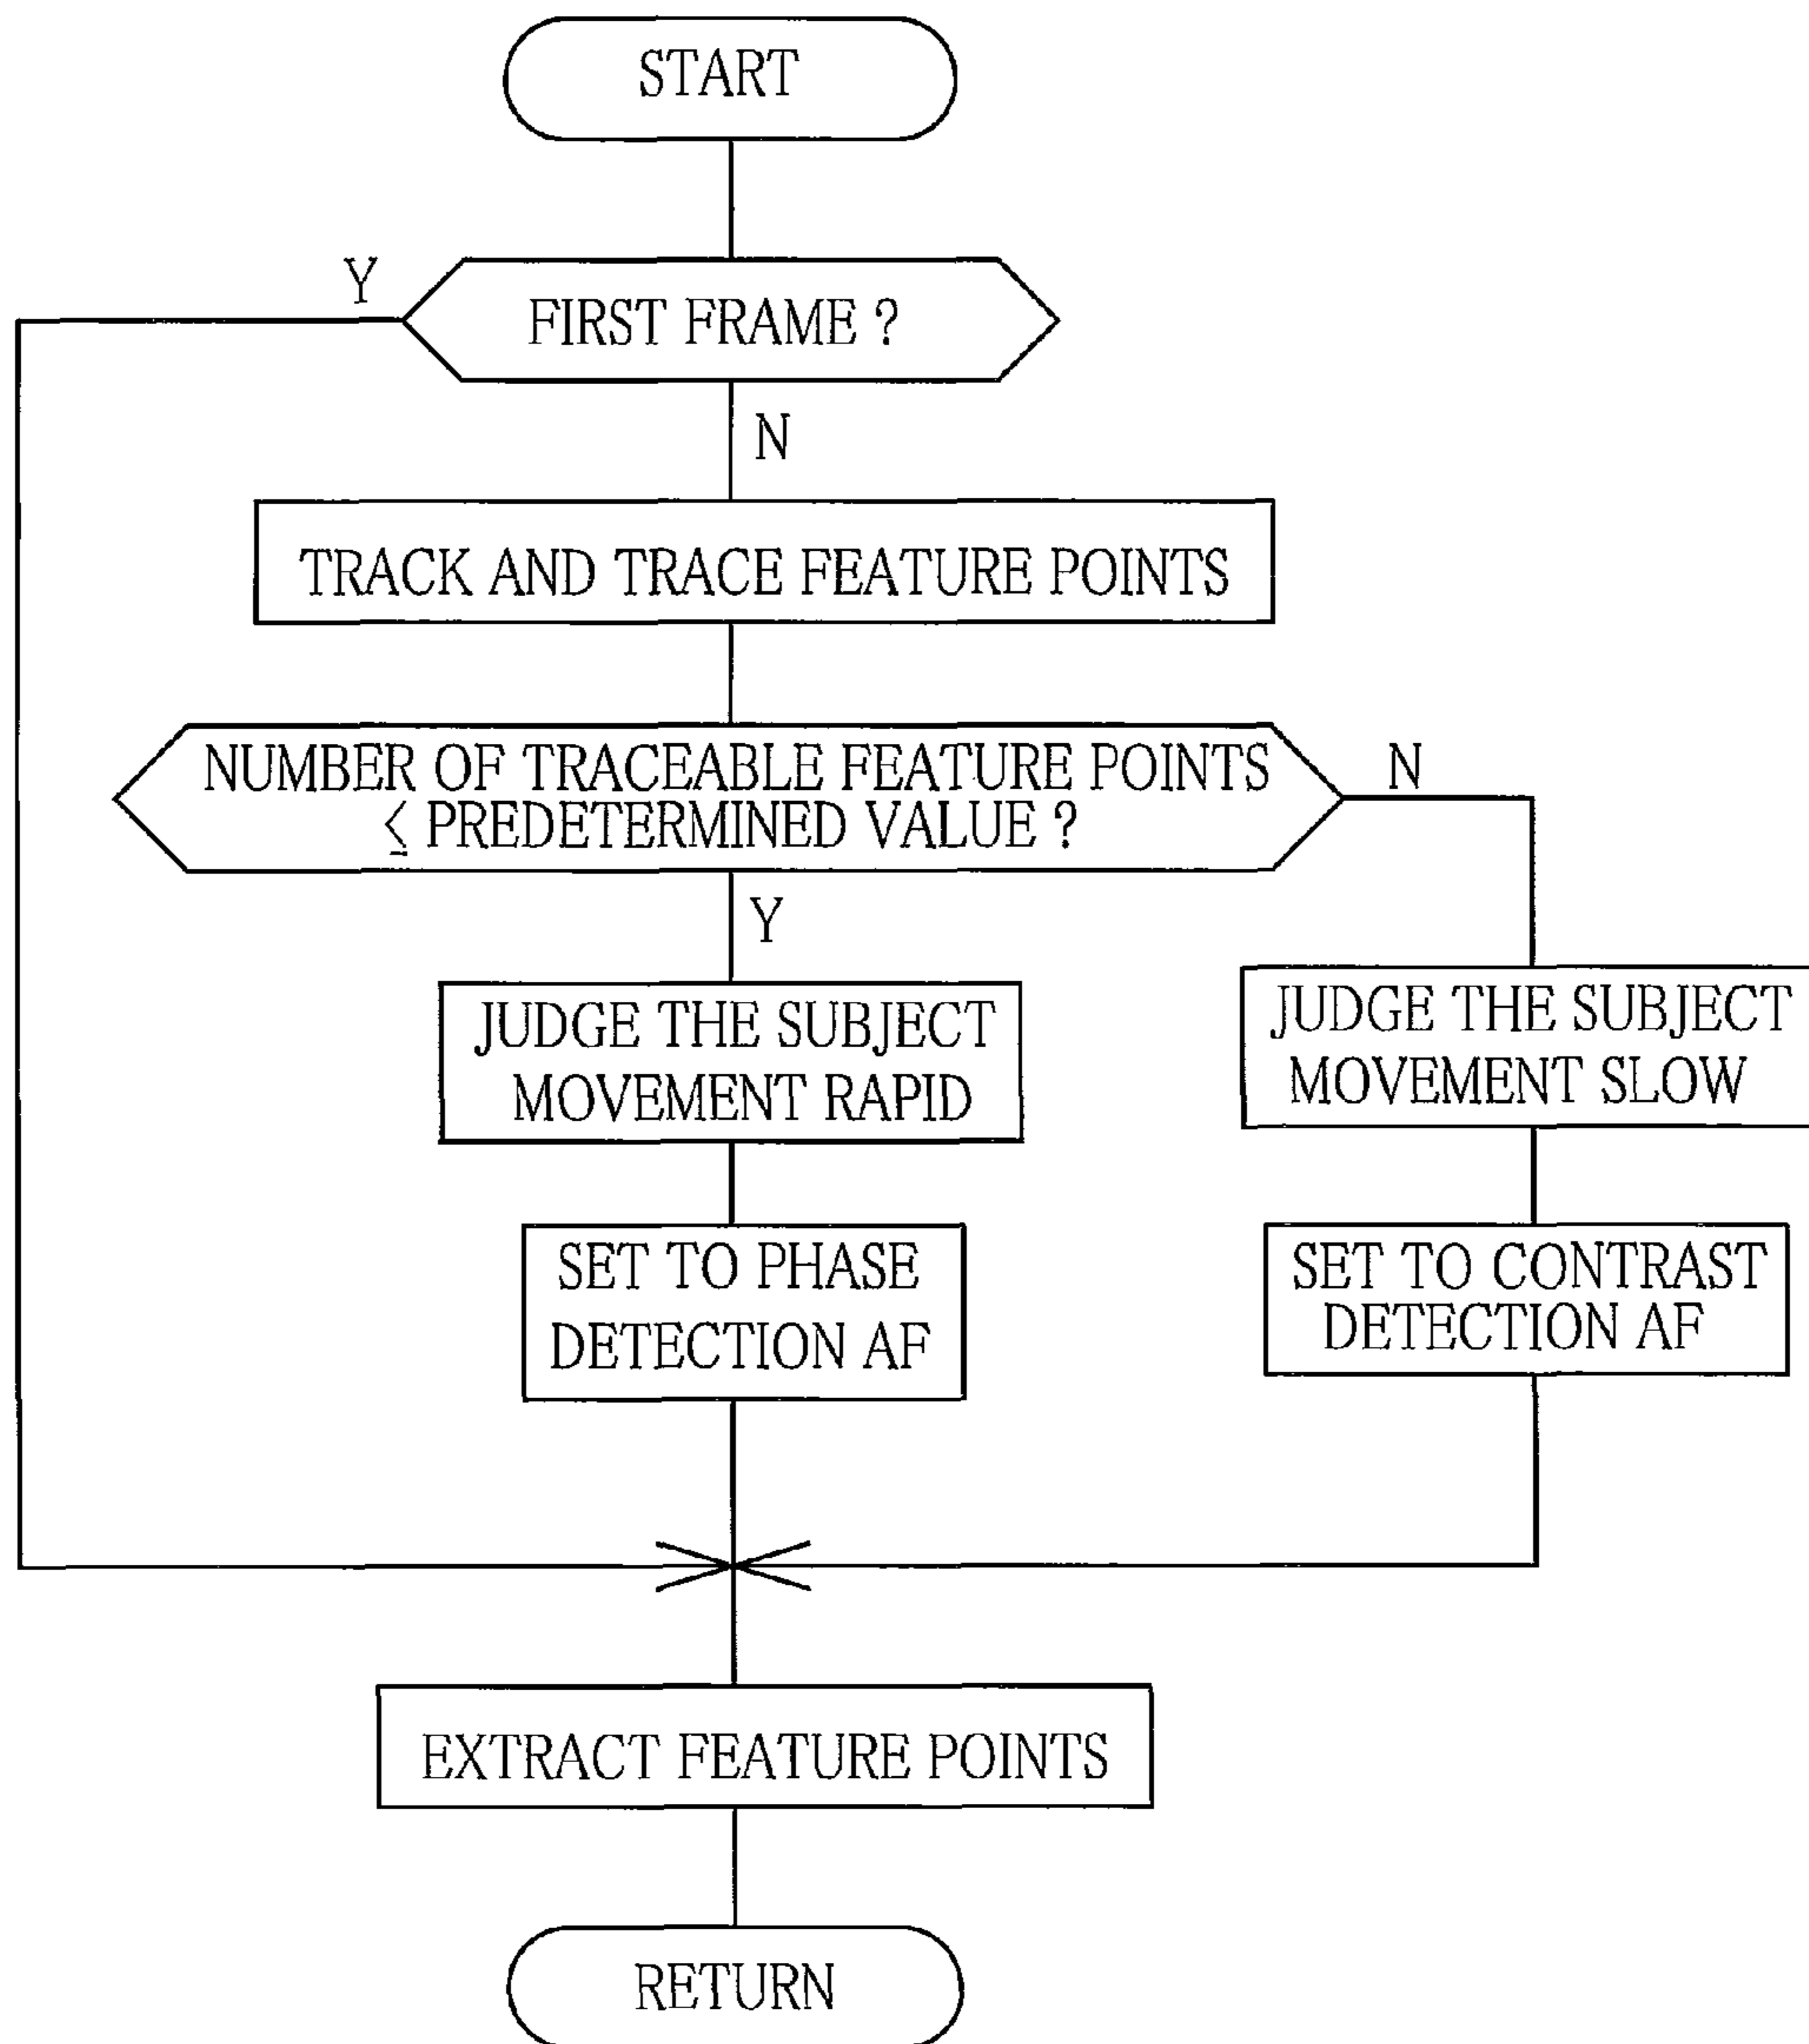 START
Y
FIRST FRAME ?
N
TRACK AND TRACE FEATURE POINTS
NUMBER OF TRACEABLE FEATURE POINTS
≤ PREDETERMINED VALUE ?
N
Y
JUDGE THE SUBJECT
MOVEMENT RAPID
JUDGE THE SUBJECT
MOVEMENT SLOW
SET TO PHASE
DETECTION AF
SET TO CONTRAST
DETECTION AF
EXTRACT FEATURE POINTS
RETURN